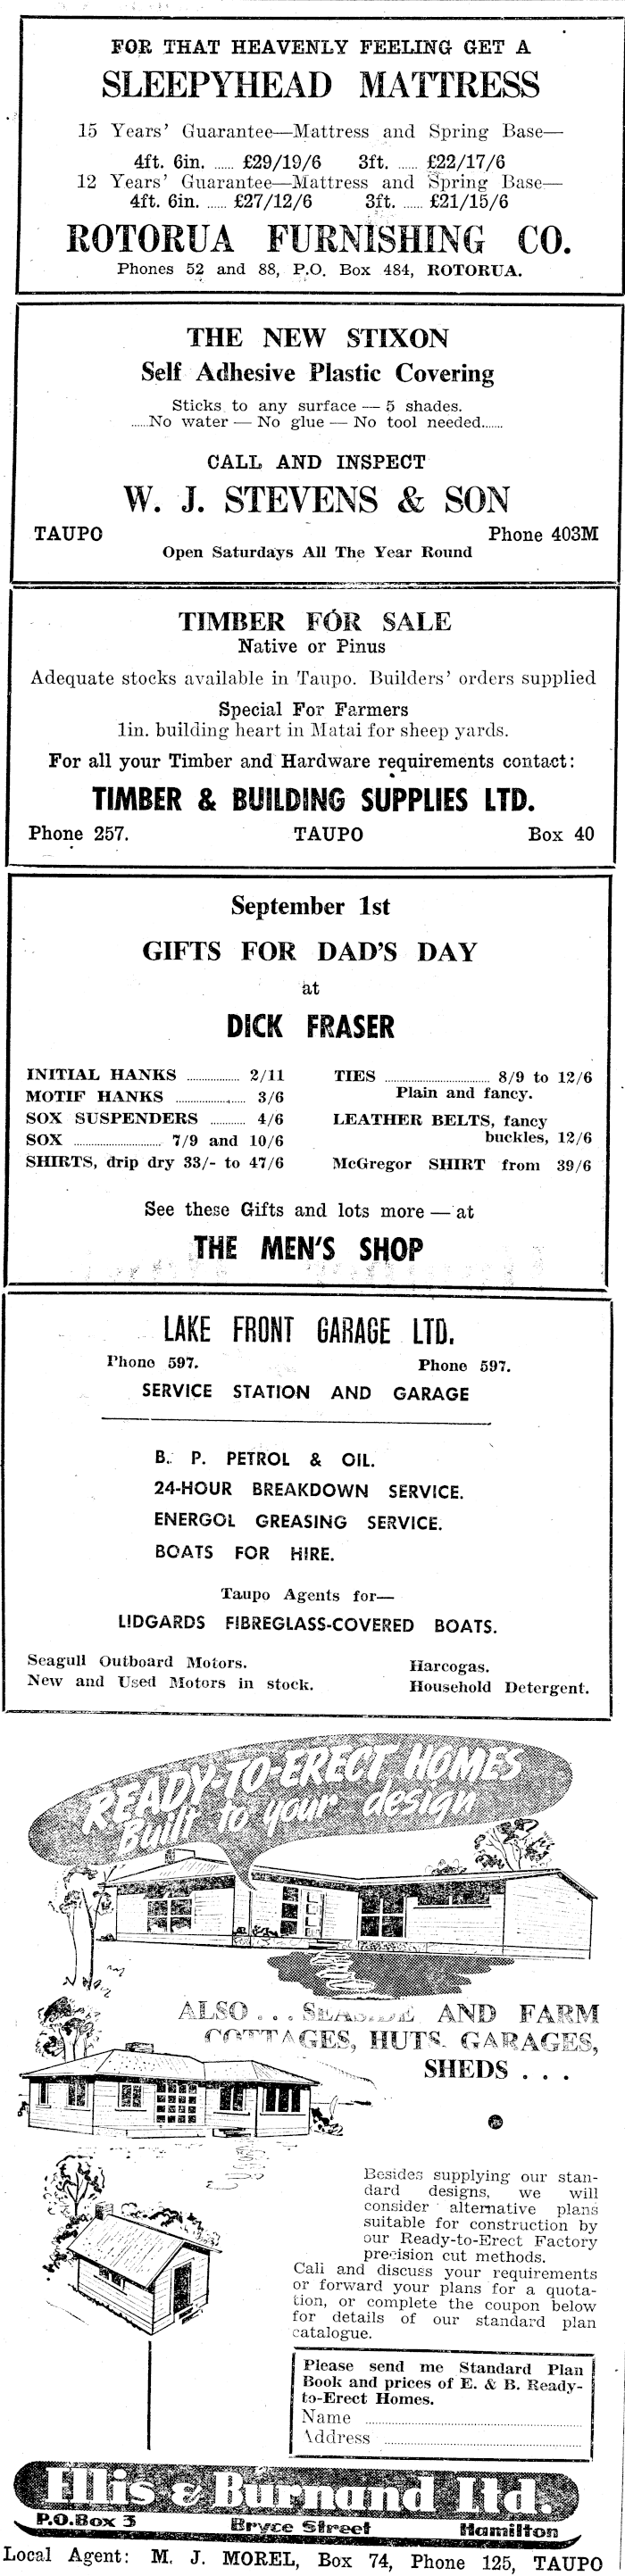 FOR THAT HEAVENLY FEELING GET A
SLEEPYHEAD MATTRESS
15 Years' Guarantee—Mattress and Spring Base—
4ft. 6in. ...... £29/19/6 3ft. ...... £22/17/6
12 Years' Guarantee—Mattress and Spring Base—
4ft. 6in. ...... £27/12/6 3ft. ...... £21/15/6
ROTORUA FURNISHING CO.
Phones 52 and 88, P.O. Box 484, ROTORUA.
THE NEW STIXON
Self Adhesive Plastic Covering
Sticks to any surface — 5 shades.
......No water — No glue — No tool needed......
CALL AND INSPECT
W. J. STEVENS & SON
TAUPO Phone 403M
Open Saturdays All The Year Round
TIMBER FOR SALE
Native or Pinus
Adequate stocks available in Taupo. Builders' orders supplied
Special For Farmers
1in. building heart in Matai for sheep yards.
For all your Timber and Hardware requirements contact:
TIMBER & BUILDING SUPPLIES LTD.
Phone 257. TAUPO Box 40
September 1st
GIFTS FOR DAD'S DAY
at
DICK FRASER
INITIAL HANKS ................ 2/11
MOTIF HANKS ..................... 3/6
SOX SUSPENDERS ........... 4/6
SOX ........................... 7/9 and 10/6
SHIRTS, drip dry 33/- to 47/6
TIES ................................ 8/9 to 12/6
Plain and fancy.
LEATHER BELTS, fancy
buckles, 12/6
McGregor SHIRT from 39/6
See these Gifts and lots more — at
THE MEN'S SHOP
LAKE FRONT GARAGE LTD.
Phone 597. Phone 597.
SERVICE STATION AND GARAGE
B. P. PETROL & OIL.
24-HOUR BREAKDOWN SERVICE.
ENERGOL GREASING SERVICE.
BOATS FOR HIRE.
Taupo Agents for—
LIDGARDS FIBREGLASS-COVERED BOATS.
Seagull Outboard Motors.
New and Used Motors in stock.
Harcogas.
Household Detergent.
READY-TO-ERECT HOMES
Built to your design
ALSO . . . SEASIDE AND FARM
COTTAGES, HUTS, GARAGES,
SHEDS . . .
Besides supplying our stan-
dard designs, we will
consider alternative plans
suitable for construction by
our Ready-to-Erect Factory
precision cut methods.
Call and discuss your requirements
or forward your plans for a quota-
tion, or complete the coupon below
for details of our standard plan
catalogue.
Please send me Standard Plan
Book and prices of E. & B. Ready-
to-Erect Homes.
Name ..........................................................
Address .....................................................
Ellis & Burnand Ltd.
P.O.Box 3 Bryce Street Hamilton
Local Agent: M. J. MOREL, Box 74, Phone 125, TAUPO